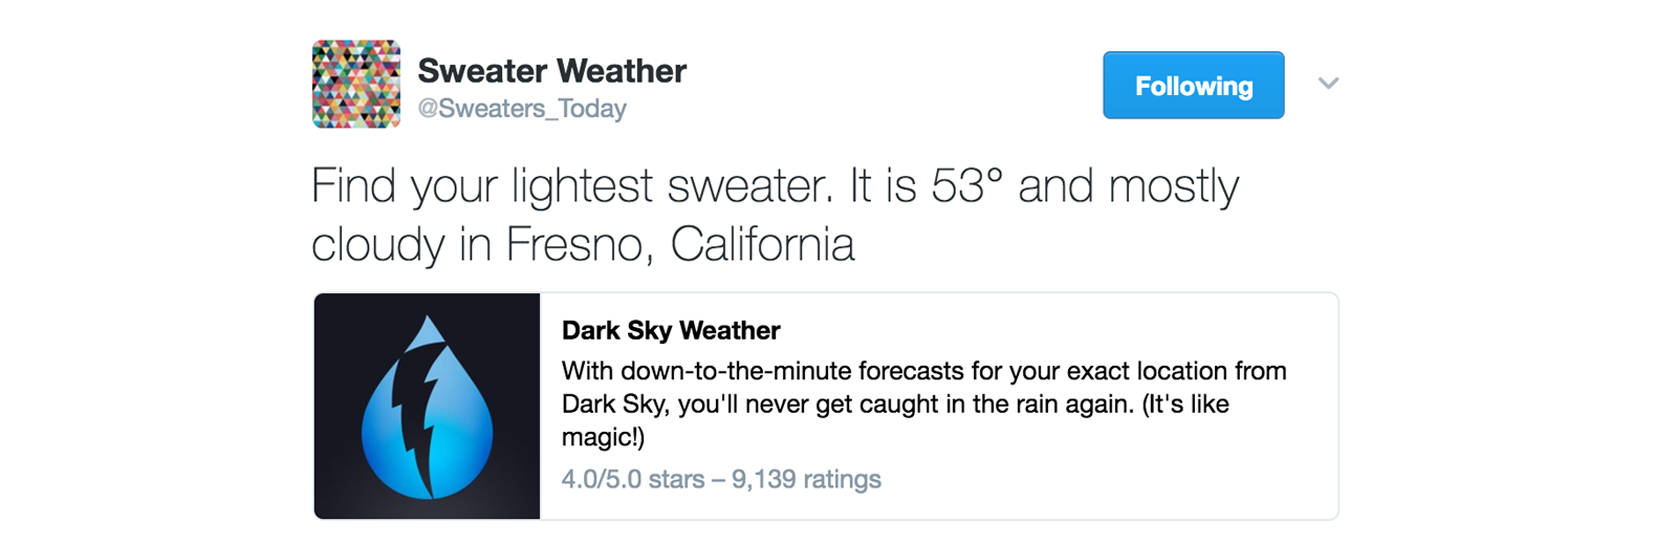 Sweater Weather
@Sweaters_Today
Following
Find your lightest sweater. It is 53° and mostly
cloudy in Fresno, California
Dark Sky Weather
With down-to-the-minute forecasts for your exact location from
Dark Sky, you'll never get caught in the rain again. (It's like
magic!)
4.0/5.0 stars – 9,139 ratings